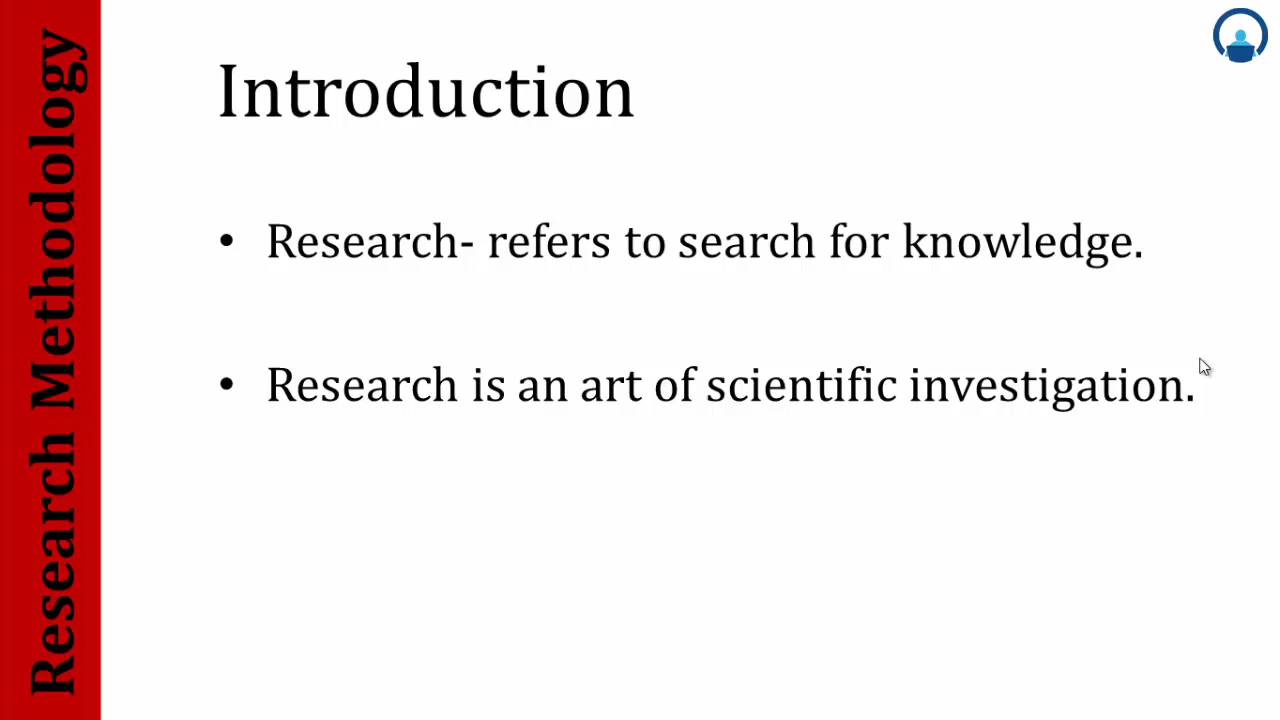 Research Methodology
Introduction
• Research- refers to search for knowledge.
• Research is an art of scientific investigation.